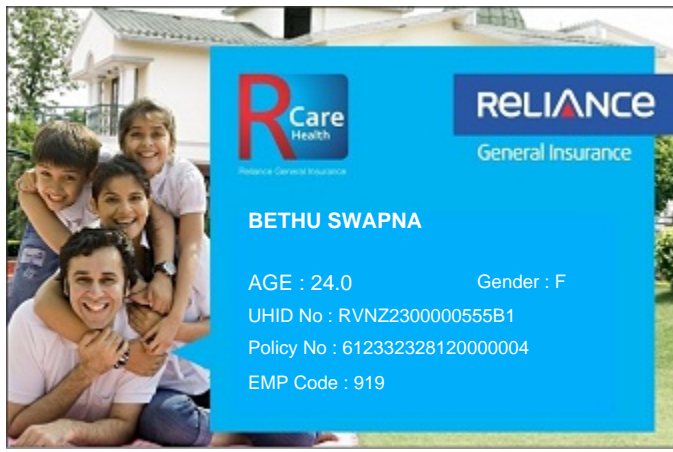 R Care
Health
Reliance General Insurance
RELIANCE
General Insurance
BETHU SWAPNA
AGE : 24.0 Gender : F
UHID No : RVNZ2300000555B1
Policy No : 612332328120000004
EMP Code : 919